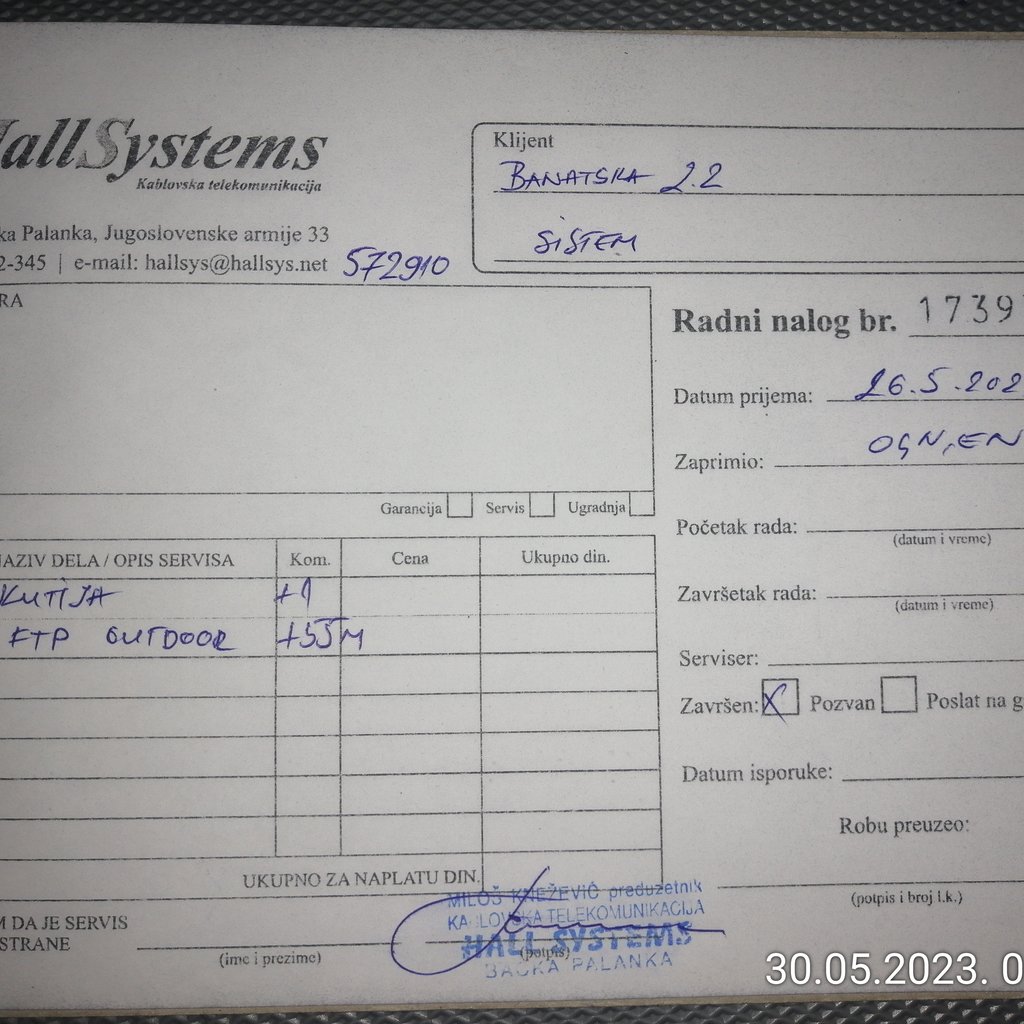 HallSystems
Kablovska telekomunikacija
ka Palanka, Jugoslovenske armije 33
2-345 | e-mail: hallsys@hallsys.net 572910
Klijent
BANATSKA 2.2
SISTEM
RA
Garancija Servis Ugradnja
Radni nalog br. 1739
Datum prijema: 26.5.202
Zaprimio: OGNJEN
Početak rada:
(datum i vreme)
Završetak rada:
(datum i vreme)
Serviser:
Završen: X Pozvan Poslat na g
Datum isporuke:
Robu preuzeo:
(potpis i broj l.k.)
NAZIV DELA / OPIS SERVISA Kom. Cena Ukupno din.
KUTIJA +1
FTP OUTDOOR +55M
UKUPNO ZA NAPLATU DIN.
M DA JE SERVIS
STRANE
(ime i prezime)
(potpis)
MILOŠ KNEŽEVIĆ preduzetnik
KABLOVSKA TELEKOMUNIKACIJA
HALL SYSTEMS
BAČKA PALANKA
30.05.2023. 0